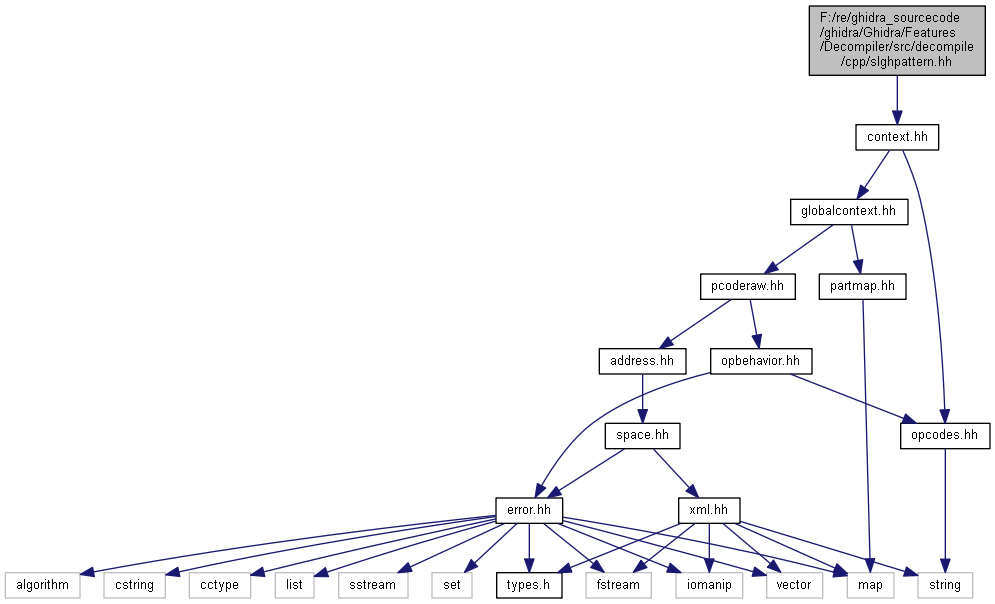 F:/re/ghidra_sourcecode
/ghidra/Ghidra/Features
/Decompiler/src/decompile
/cpp/slghpattern.hh
context.hh
globalcontext.hh
pcoderaw.hh
partmap.hh
address.hh
opbehavior.hh
space.hh
opcodes.hh
error.hh
xml.hh
algorithm
cstring
cctype
list
sstream
set
types.h
fstream
iomanip
vector
map
string